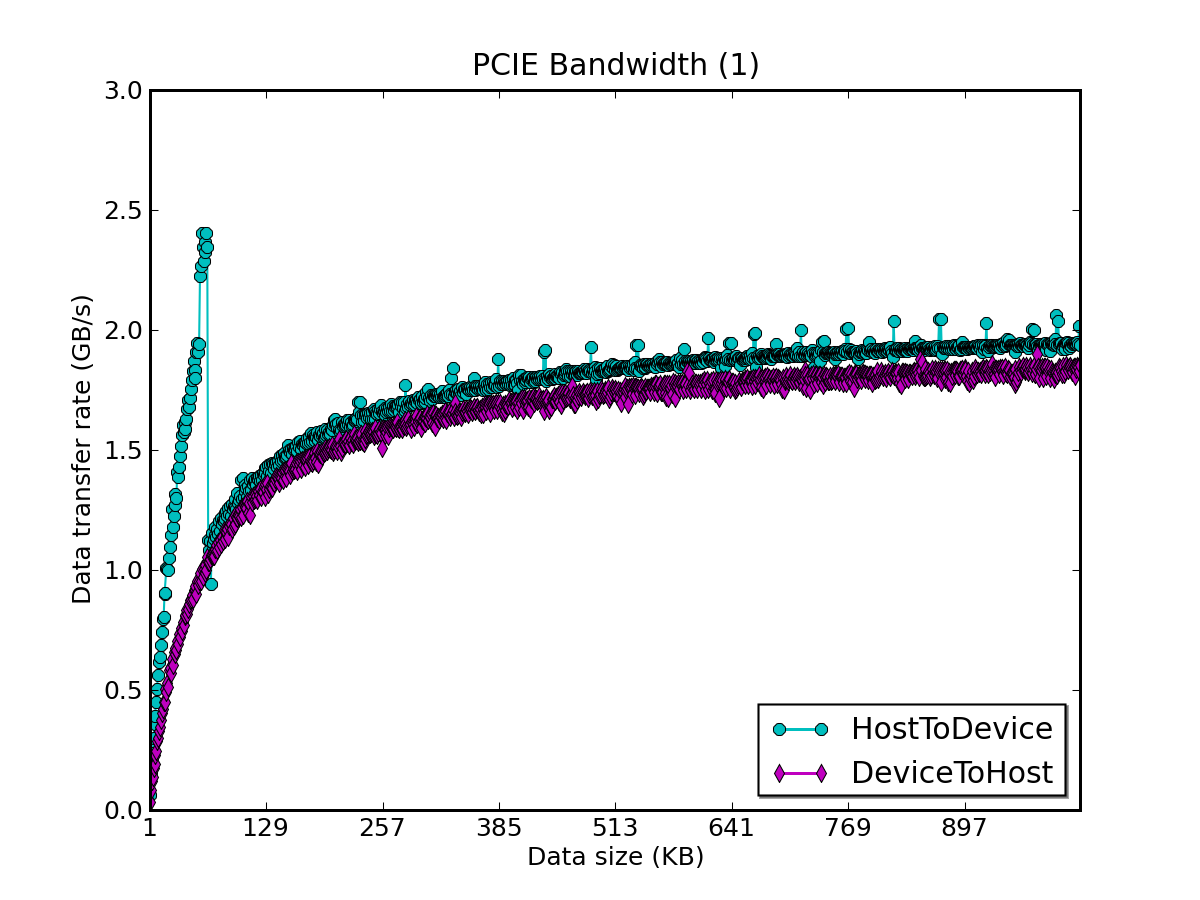 PCIE Bandwidth (1)
3.0
2.5
2.0
1.5
1.0
0.5
0.0
Data transfer rate (GB/s)
HostToDevice
DeviceToHost
1 129 257 385 513 641 769 897
Data size (KB)